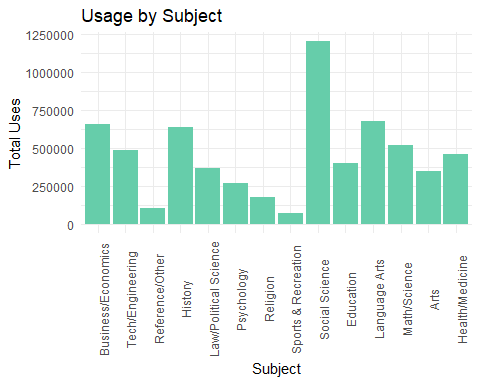 Usage by Subject
Total Uses
1250000
1000000
750000
500000
250000
0
Business/Economics
Tech/Engineering
Reference/Other
History
Law/Political Science
Psychology
Religion
Sports & Recreation
Social Science
Education
Language Arts
Math/Science
Arts
Health/Medicine
Subject